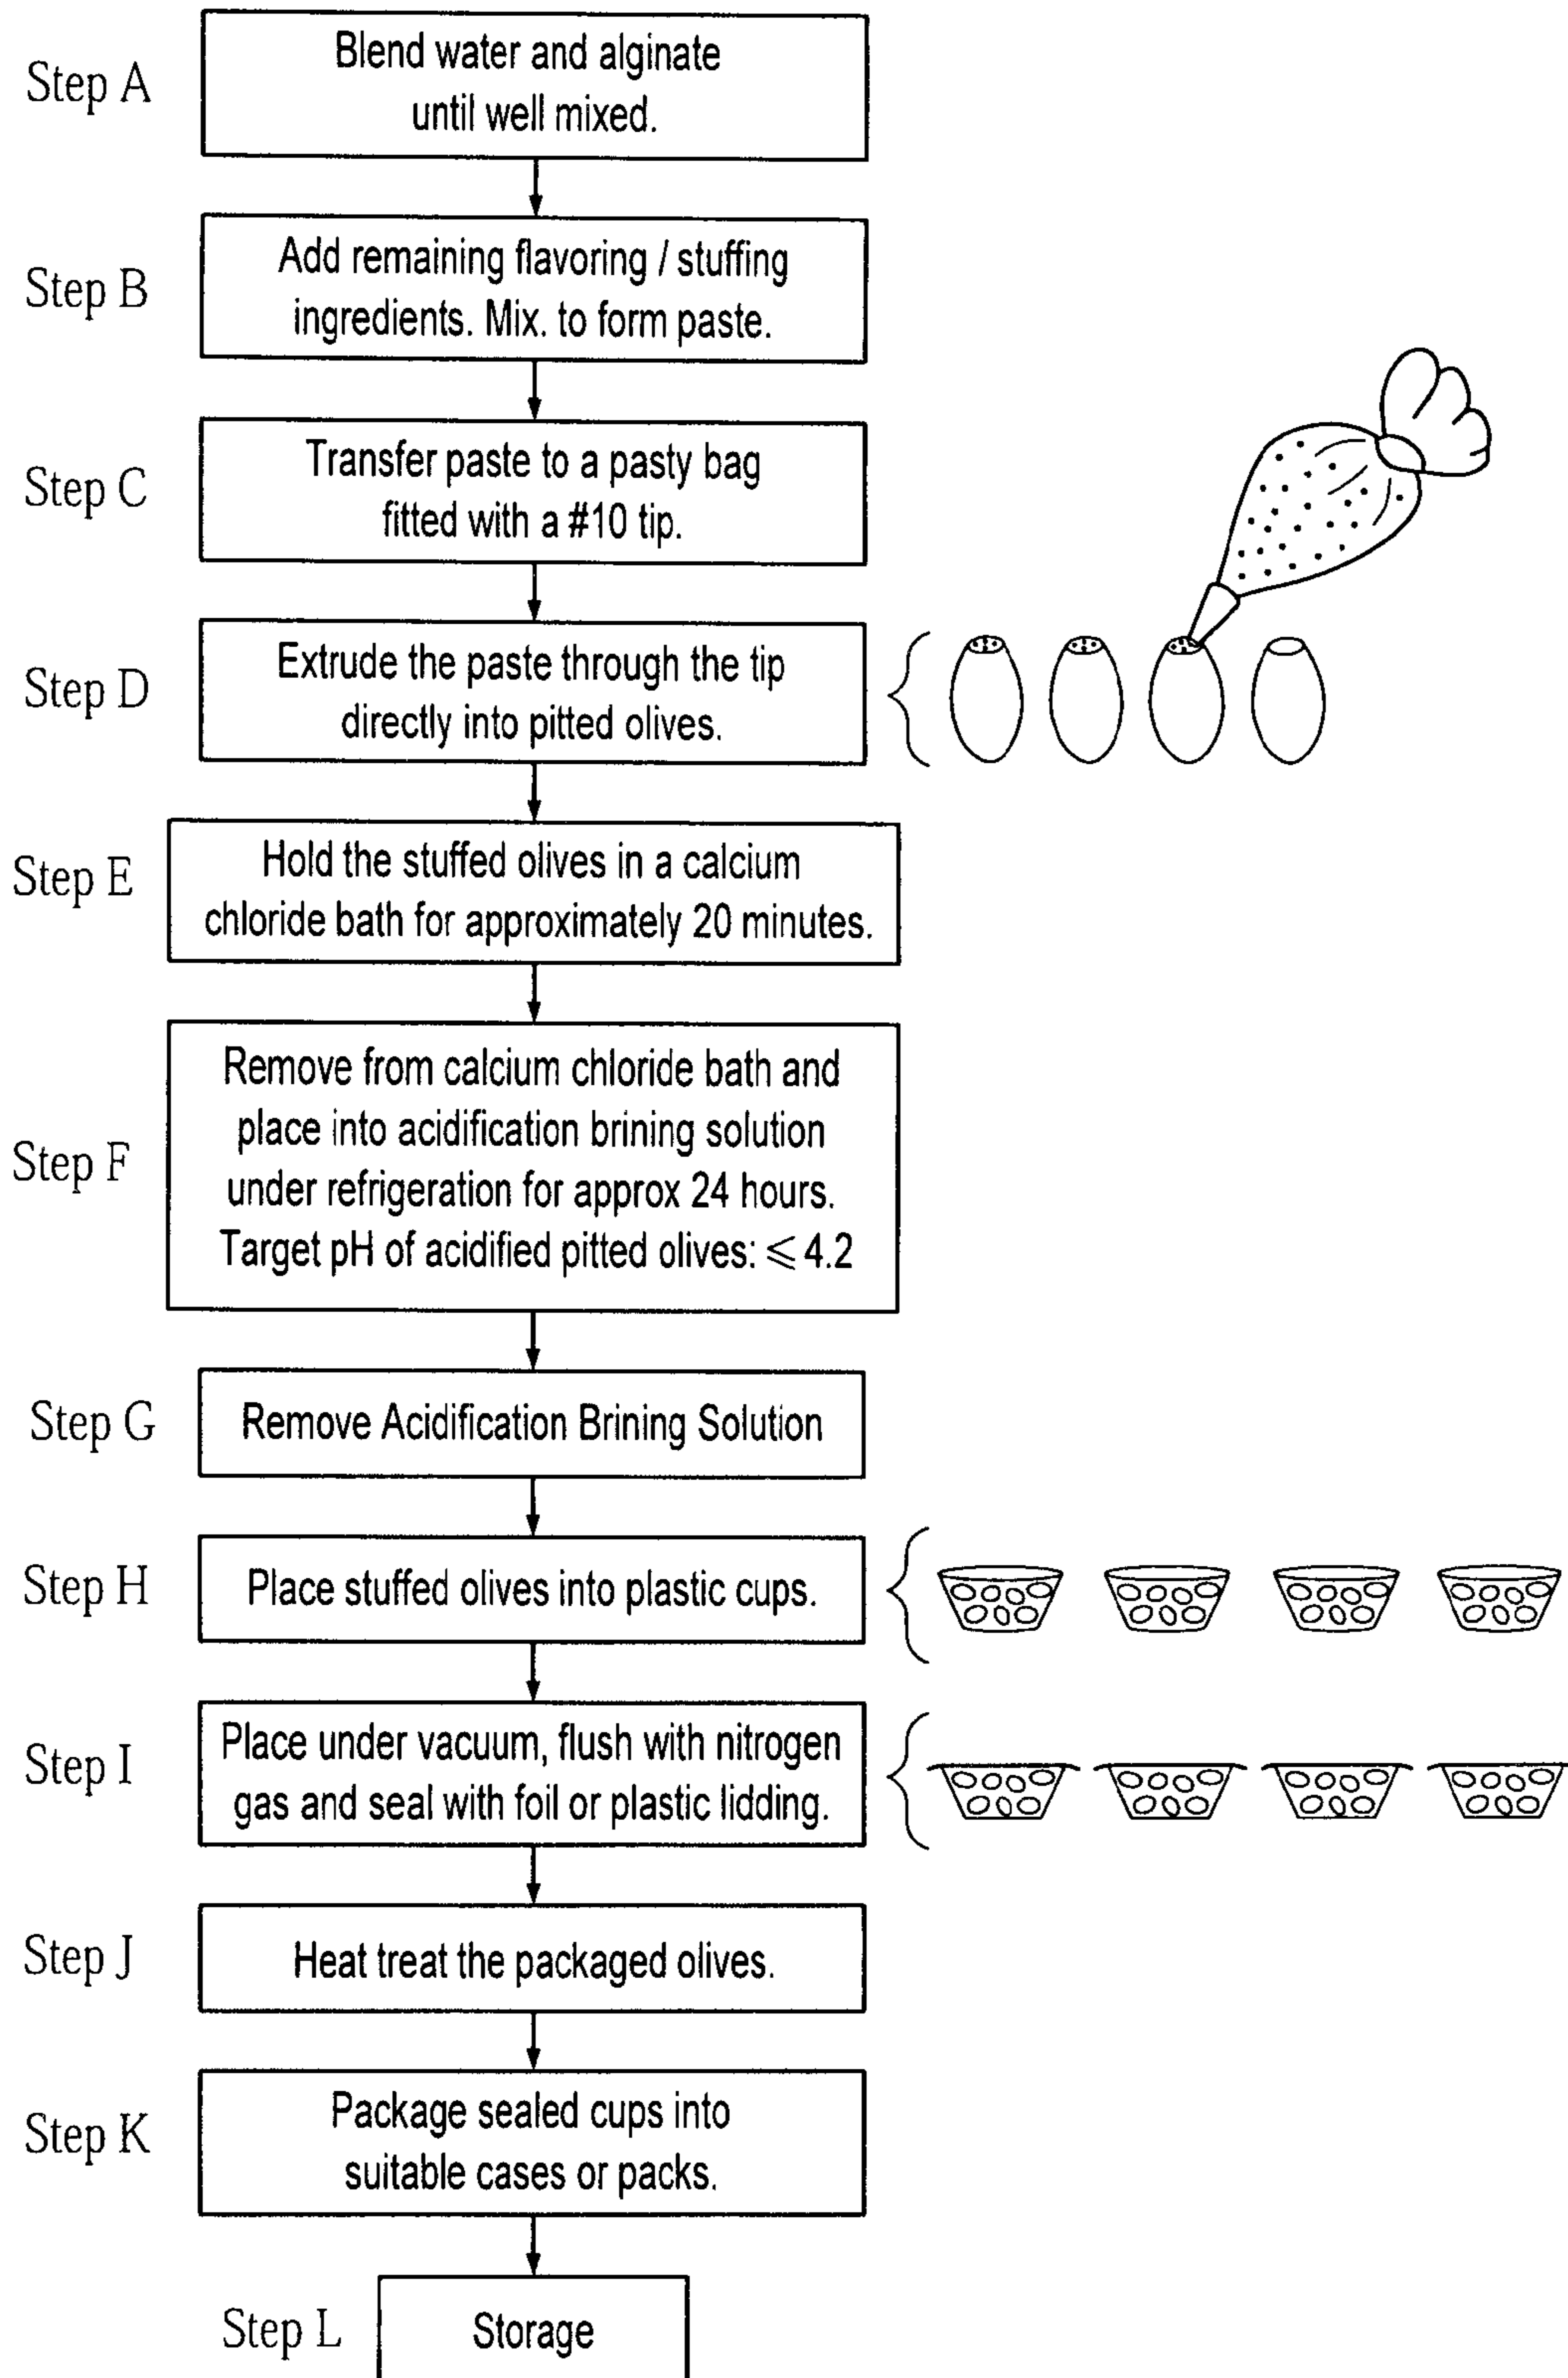 Step A
Blend water and alginate
until well mixed.
Step B
Add remaining flavoring / stuffing
ingredients. Mix. to form paste.
Step C
Transfer paste to a pasty bag
fitted with a #10 tip.
Step D
Extrude the paste through the tip
directly into pitted olives.
Step E
Hold the stuffed olives in a calcium
chloride bath for approximately 20 minutes.
Step F
Remove from calcium chloride bath and
place into acidification brining solution
under refrigeration for approx 24 hours.
Target pH of acidified pitted olives: ⩽ 4.2
Step G
Remove Acidification Brining Solution
Step H
Place stuffed olives into plastic cups.
Step I
Place under vacuum, flush with nitrogen
gas and seal with foil or plastic lidding.
Step J
Heat treat the packaged olives.
Step K
Package sealed cups into
suitable cases or packs.
Step L
Storage